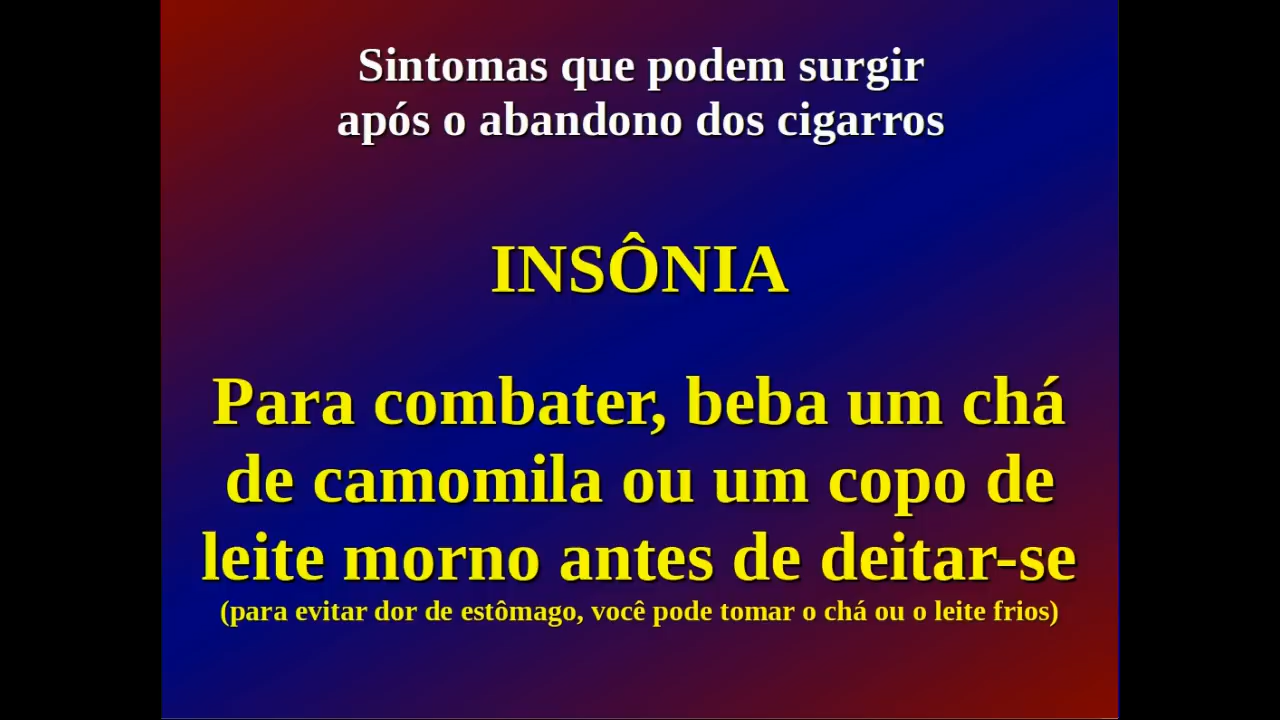 Sintomas que podem surgir
após o abandono dos cigarros
INSÔNIA
Para combater, beba um chá
de camomila ou um copo de
leite morno antes de deitar-se
(para evitar dor de estômago, você pode tomar o chá ou o leite frios)